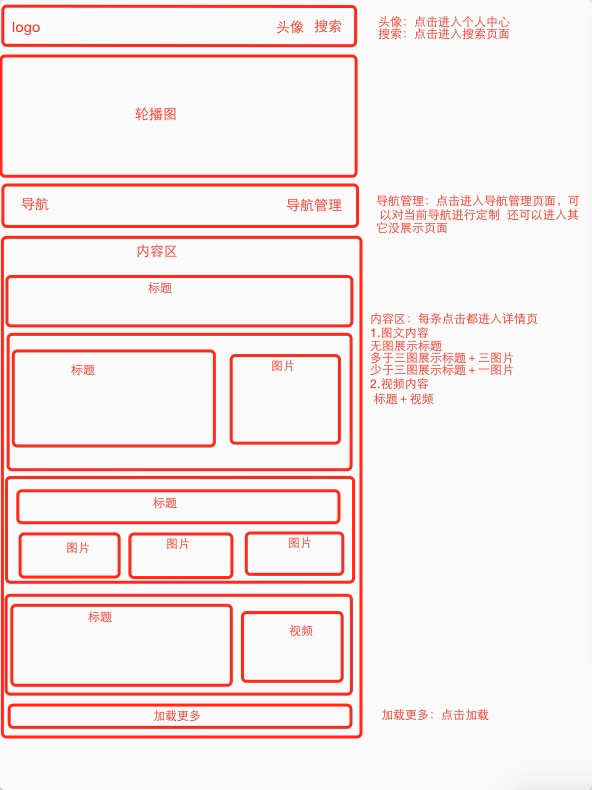 logo
头像 搜索
头像：点击进入个人中心
搜索：点击进入搜索页面
轮播图
导航
导航管理
导航管理：点击进入导航管理页面，可
以对当前导航进行定制 还可以进入其
它没展示页面
内容区
标题
内容区：每条点击都进入详情页
1.图文内容
无图展示标题
多于三图展示标题＋三图片
少于三图展示标题＋一图片
2.视频内容
标题＋视频
标题
图片
标题
图片
图片
图片
标题
视频
加载更多
加载更多：点击加载